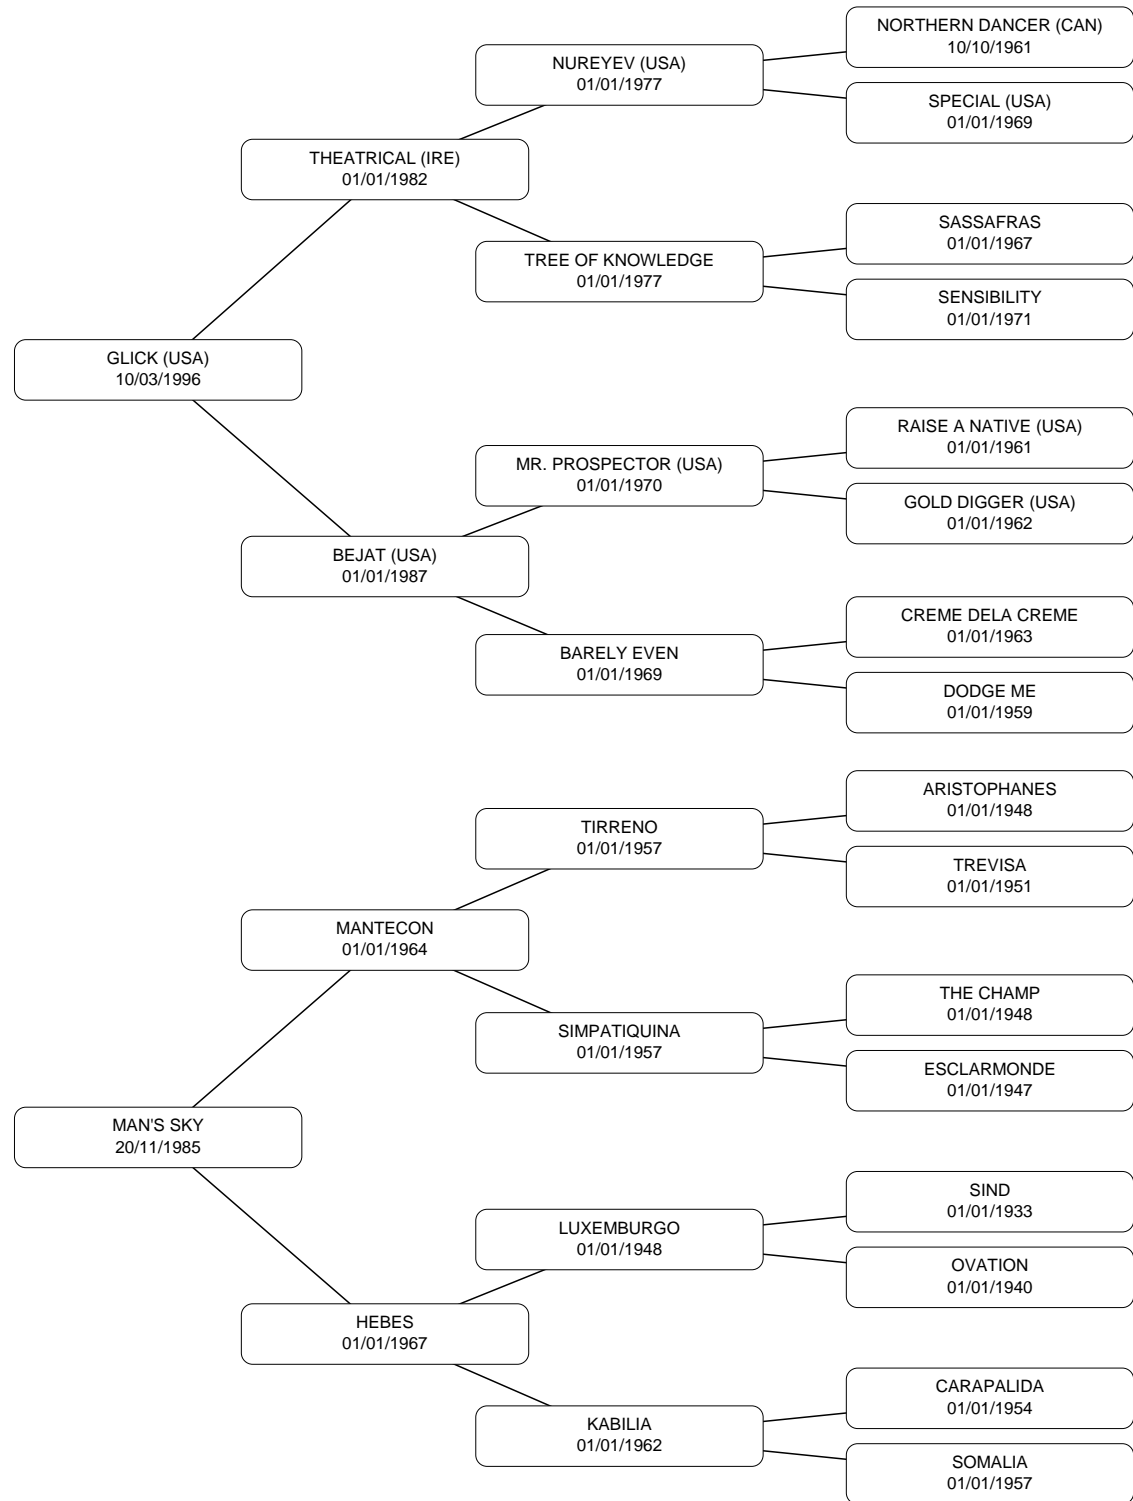 NORTHERN DANCER (CAN)
10/10/1961
NUREYEV (USA)
01/01/1977
SPECIAL (USA)
01/01/1969
THEATRICAL (IRE)
01/01/1982
SASSAFRAS
01/01/1967
TREE OF KNOWLEDGE
01/01/1977
SENSIBILITY
01/01/1971
GLICK (USA)
10/03/1996
RAISE A NATIVE (USA)
01/01/1961
MR. PROSPECTOR (USA)
01/01/1970
GOLD DIGGER (USA)
01/01/1962
BEJAT (USA)
01/01/1987
CREME DELA CREME
01/01/1963
BARELY EVEN
01/01/1969
DODGE ME
01/01/1959
ARISTOPHANES
01/01/1948
TIRRENO
01/01/1957
TREVISA
01/01/1951
MANTECON
01/01/1964
THE CHAMP
01/01/1948
SIMPATIQUINA
01/01/1957
ESCLARMONDE
01/01/1947
MAN'S SKY
20/11/1985
SIND
01/01/1933
LUXEMBURGO
01/01/1948
OVATION
01/01/1940
HEBES
01/01/1967
CARAPALIDA
01/01/1954
KABILIA
01/01/1962
SOMALIA
01/01/1957